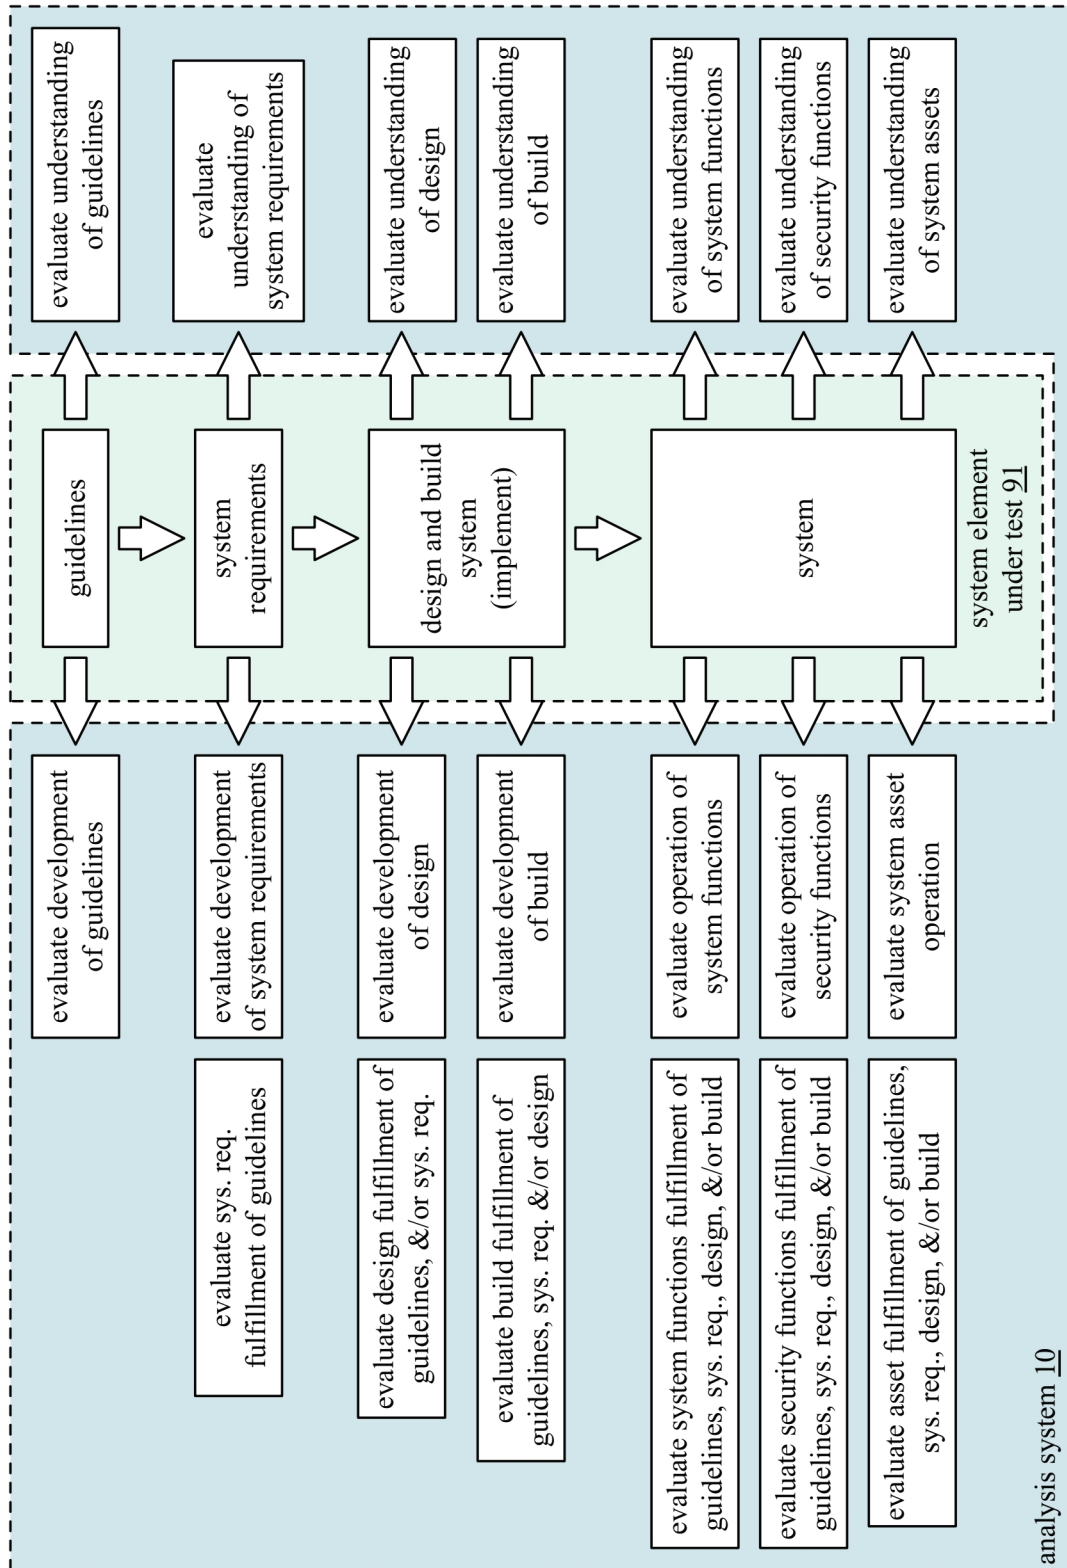 evaluate development
of guidelines
guidelines
evaluate understanding
of guidelines
evaluate sys. req.
fulfillment of guidelines
evaluate development
of system requirements
system
requirements
evaluate
understanding of
system requirements
evaluate design fulfillment of
guidelines, &/or sys. req.
evaluate development
of design
design and build
system
(implement)
evaluate understanding
of design
evaluate build fulfillment of
guidelines, sys. req. &/or design
evaluate development
of build
evaluate understanding
of build
evaluate system functions fulfillment of
guidelines, sys. req., design, &/or build
evaluate operation of
system functions
system
evaluate understanding
of system functions
evaluate security functions fulfillment of
guidelines, sys. req., design, &/or build
evaluate operation of
security functions
evaluate understanding
of security functions
evaluate asset fulfillment of guidelines,
sys. req., design, &/or build
evaluate system asset
operation
evaluate understanding
of system assets
system element
under test 91
analysis system 10